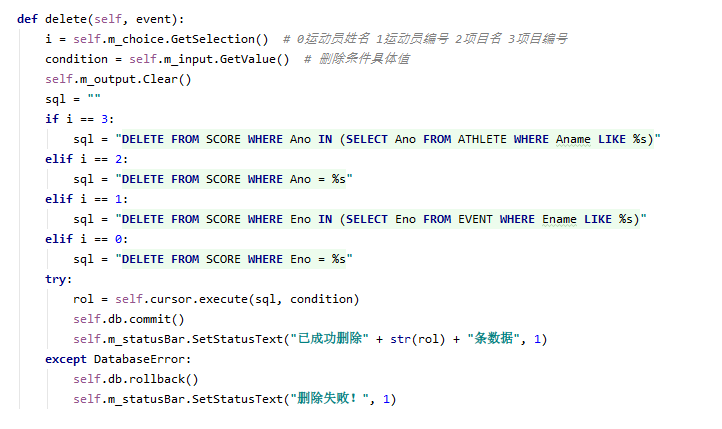 def delete(self, event):
    i = self.m_choice.GetSelection()  # 0运动员姓名 1运动员编号 2项目名 3项目编号
    condition = self.m_input.GetValue()  # 删除条件具体值
    self.m_output.Clear()
    sql = ""
    if i == 3:
        sql = "DELETE FROM SCORE WHERE Ano IN (SELECT Ano FROM ATHLETE WHERE Aname LIKE %s)"
    elif i == 2:
        sql = "DELETE FROM SCORE WHERE Ano = %s"
    elif i == 1:
        sql = "DELETE FROM SCORE WHERE Eno IN (SELECT Eno FROM EVENT WHERE Ename LIKE %s)"
    elif i == 0:
        sql = "DELETE FROM SCORE WHERE Eno = %s"
    try:
        rol = self.cursor.execute(sql, condition)
        self.db.commit()
        self.m_statusBar.SetStatusText("已成功删除" + str(rol) + "条数据", 1)
    except DatabaseError:
        self.db.rollback()
        self.m_statusBar.SetStatusText("删除失败！", 1)